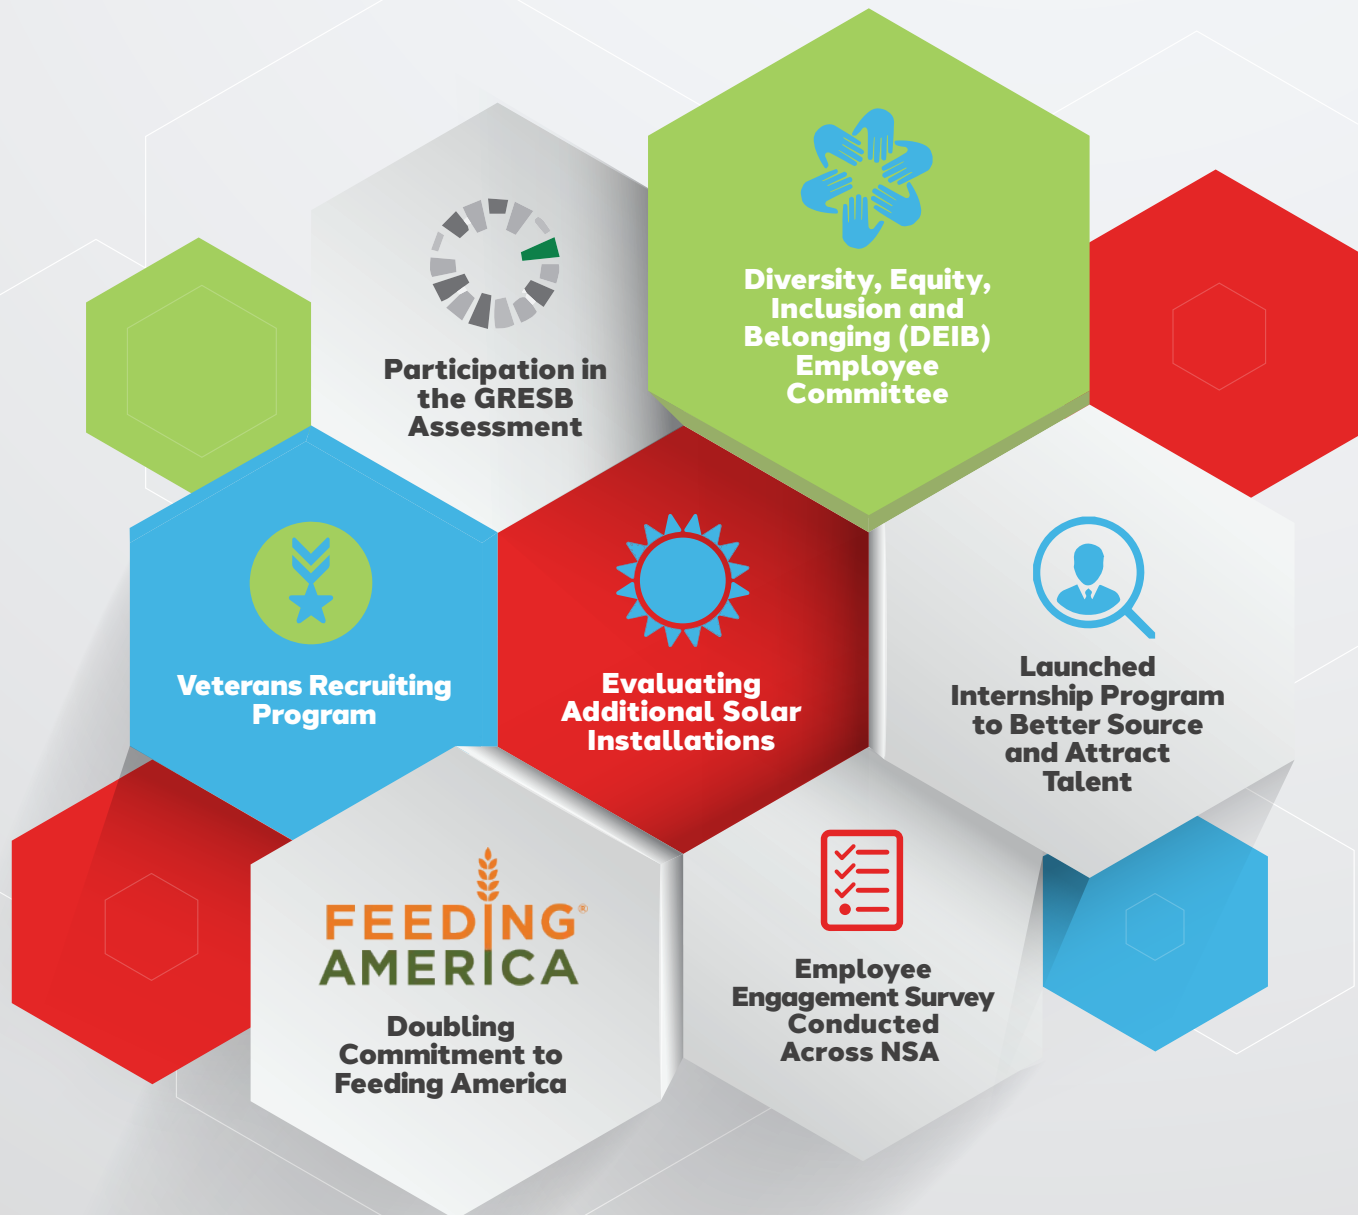 Diversity, Equity,
Inclusion and
Belonging (DEIB)
Employee
Committee
Participation in
the GRESB
Assessment
Veterans Recruiting
Program
Evaluating
Additional Solar
Installations
Launched
Internship Program
to Better Source
and Attract
Talent
FEEDING®
AMERICA
Doubling
Commitment to
Feeding America
Employee
Engagement Survey
Conducted
Across NSA